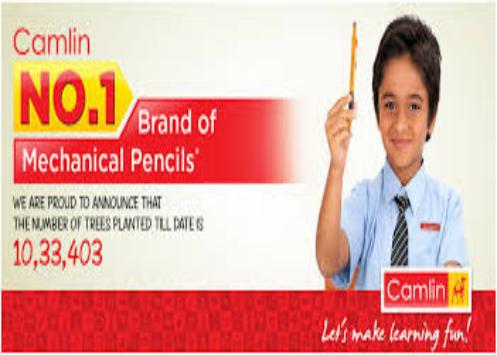 Camlin
NO.1
Brand of
Mechanical Pencils*
WE ARE PROUD TO ANNOUNCE THAT
THE NUMBER OF TREES PLANTED TILL DATE IS
10,33,403
Camlin
Let's make learning fun!